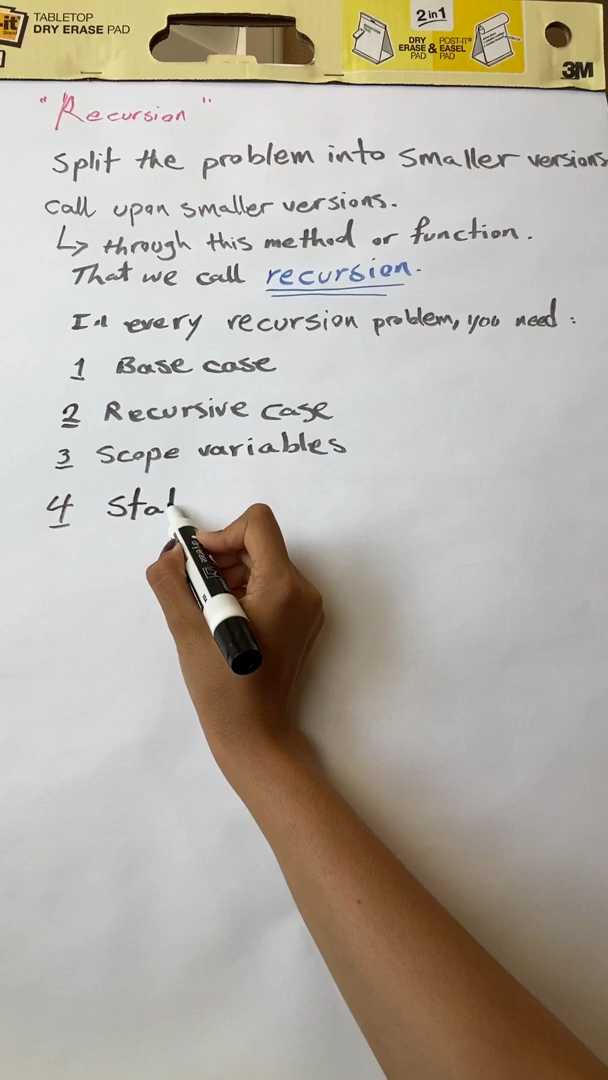 -it
Brand
TABLETOP
DRY ERASE PAD
2 in 1
DRY ERASE PAD & POST-IT® EASEL PAD
3M
"Recursion"
Split the problem into smaller versions
call upon smaller versions.
↳ through this method or function.
That we call recursion.
In every recursion problem, you need:
1 Base case
2 Recursive case
3 Scope variables
4 Sta